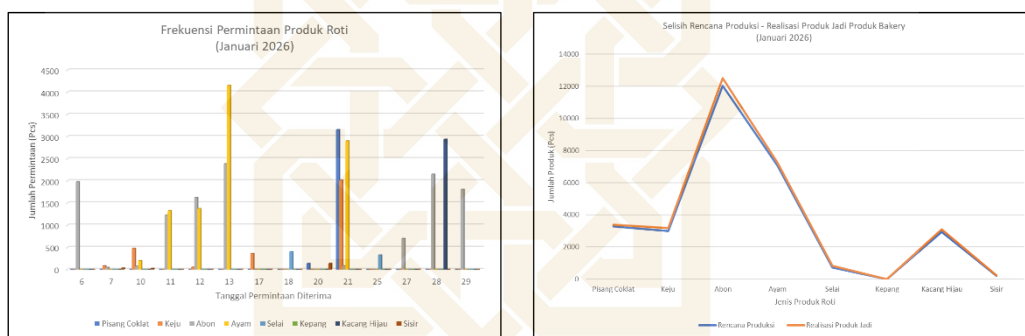 Frekuensi Permintaan Produk Roti
(Januari 2026)
Jumlah Permintaan (Pcs)
4500
4000
3500
3000
2500
2000
1500
1000
500
0
6 7 10 11 12 13 17 18 20 21 25 27 28 29
Tanggal Permintaan Diterima
Pisang Coklat Keju Abon Ayam Selai Kepang Kacang Hijau Sisir
Selisih Rencana Produksi - Realisasi Produk Jadi Produk Bakery
(Januari 2026)
Jumlah Produk (Pcs)
14000
12000
10000
8000
6000
4000
2000
0
Pisang Coklat Keju Abon Ayam Selai Kepang Kacang Hijau Sisir
Jenis Produk Roti
Rencana Produksi Realisasi Produk Jadi